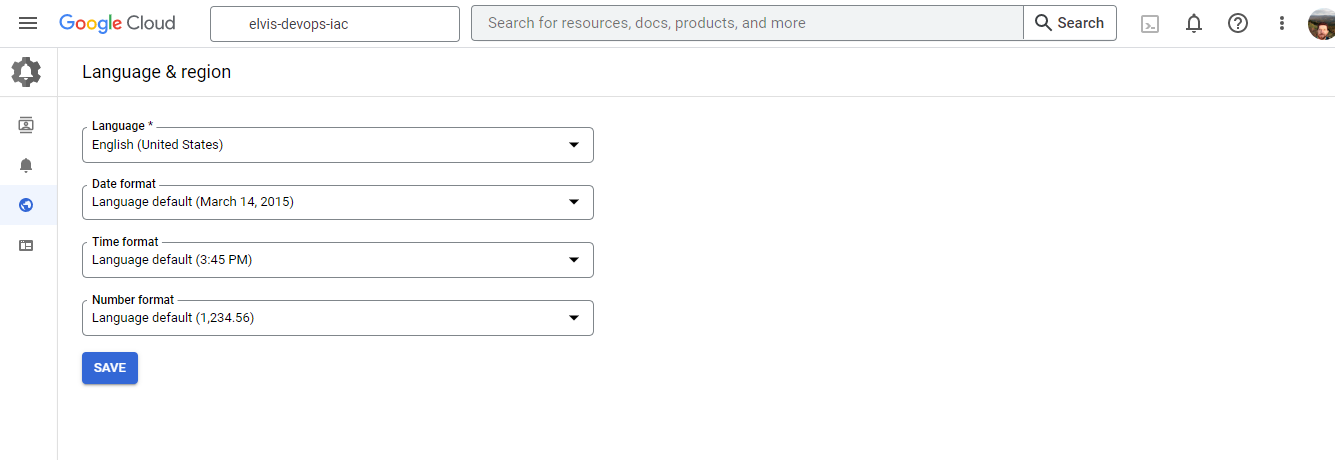 Google Cloud
elvis-devops-iac
Search for resources, docs, products, and more
Search
Language & region
Language *
English (United States)
Date format
Language default (March 14, 2015)
Time format
Language default (3:45 PM)
Number format
Language default (1,234.56)
SAVE